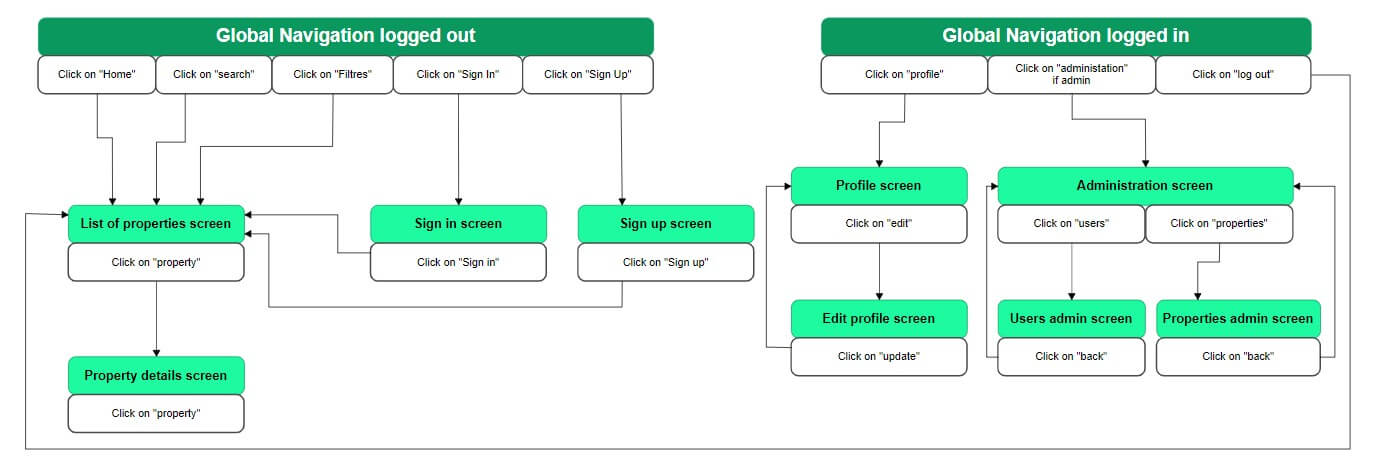 Global Navigation logged out
Click on "Home"
Click on "search"
Click on "Filtres"
Click on "Sign In"
Click on "Sign Up"
Global Navigation logged in
Click on "profile"
Click on "administation"
if admin
Click on "log out"
List of properties screen
Click on "property"
Sign in screen
Click on "Sign in"
Sign up screen
Click on "Sign up"
Property details screen
Click on "property"
Profile screen
Click on "edit"
Administration screen
Click on "users"
Click on "properties"
Edit profile screen
Click on "update"
Users admin screen
Click on "back"
Properties admin screen
Click on "back"